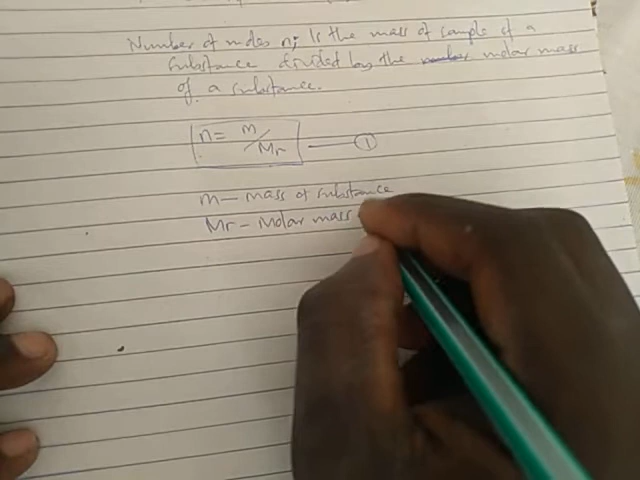 Number of moles n; Is the mass of sample of a
substance divided by the molar mass
of a substance.
n = m/Mr ①
m – mass of substance
Mr – Molar mass